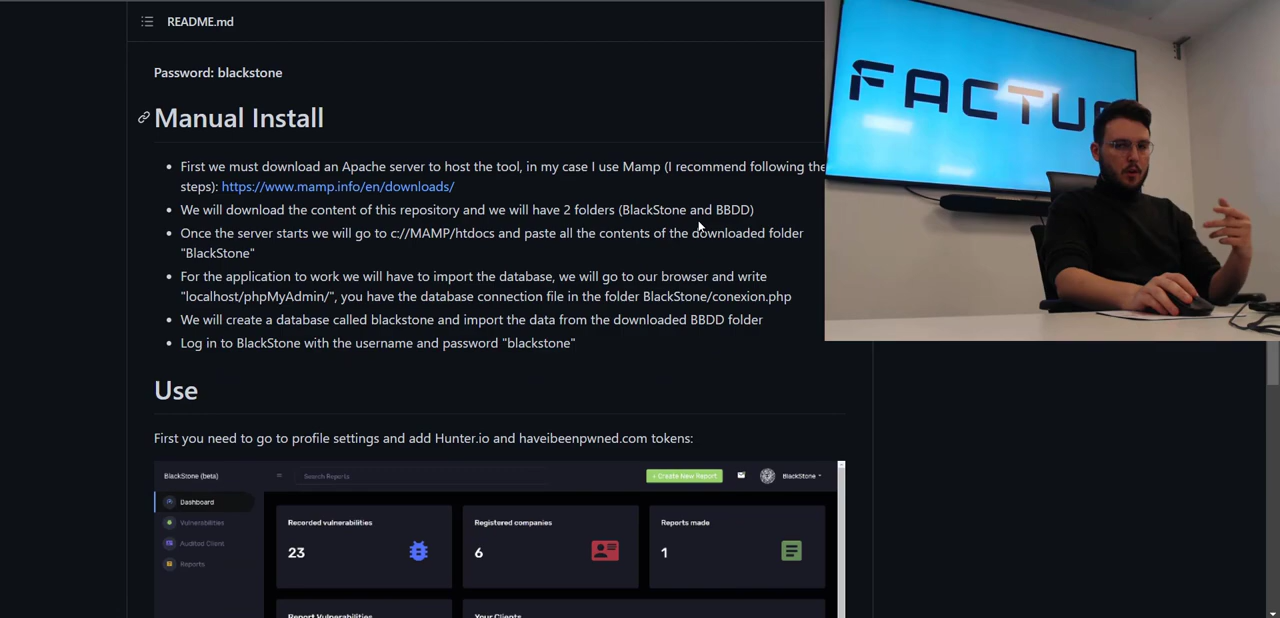 README.md
Password: blackstone
Manual Install
First we must download an Apache server to host the tool, in my case I use Mamp (I recommend following the
steps): https://www.mamp.info/en/downloads/
We will download the content of this repository and we will have 2 folders (BlackStone and BBDD)
Once the server starts we will go to c://MAMP/htdocs and paste all the contents of the downloaded folder
"BlackStone"
For the application to work we will have to import the database, we will go to our browser and write
"localhost/phpMyAdmin/", you have the database connection file in the folder BlackStone/conexion.php
We will create a database called blackstone and import the data from the downloaded BBDD folder
Log in to BlackStone with the username and password "blackstone"
Use
First you need to go to profile settings and add Hunter.io and haveibeenpwned.com tokens:
BlackStone (beta)
Search Reports
+ Create New Report
BlackStone
Dashboard
Vulnerabilities
Audited Client
Reports
Recorded vulnerabilities
23
Registered companies
6
Reports made
1
Report Vulnerabilities
Your Clients
FACTU